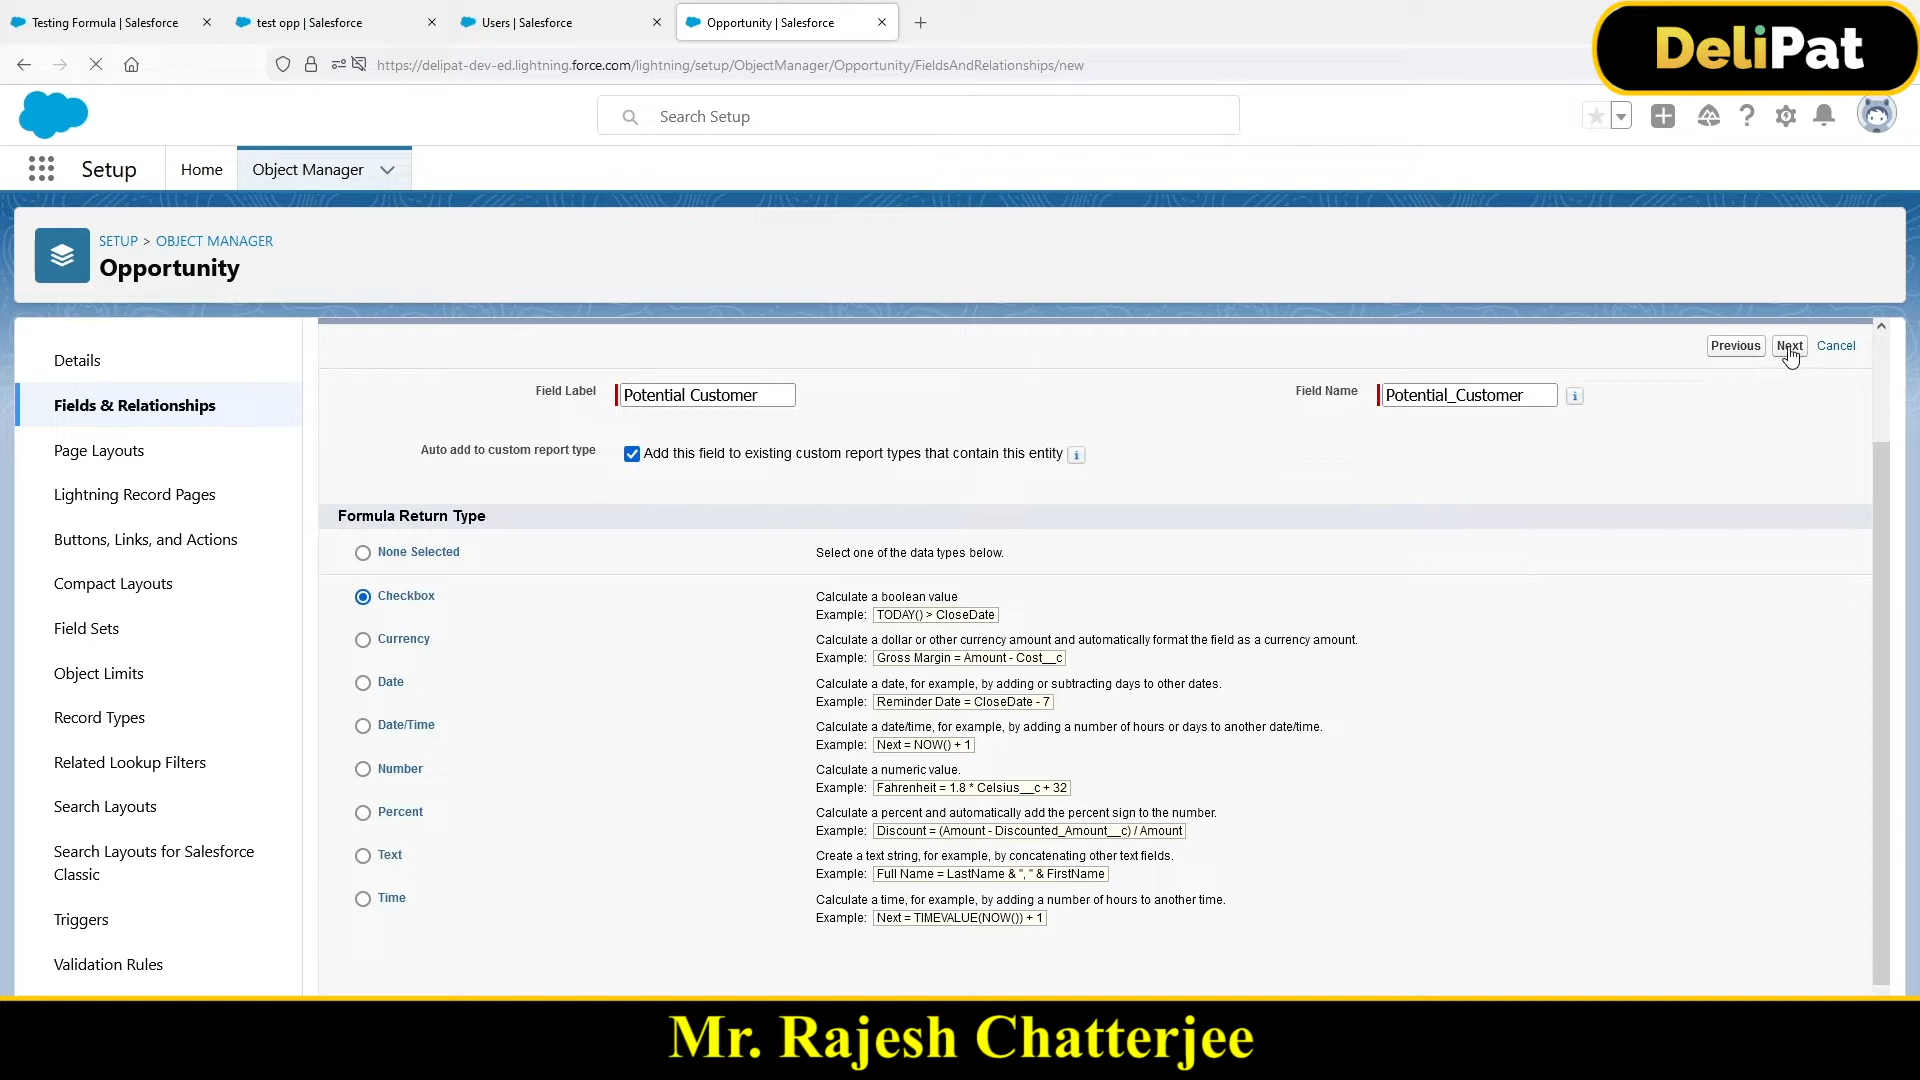 Testing Formula | Salesforce
test opp | Salesforce
Users | Salesforce
Opportunity | Salesforce
https://delipat-dev-ed.lightning.force.com/lightning/setup/ObjectManager/Opportunity/FieldsAndRelationships/new
DeliPat
Search Setup
Setup
Home
Object Manager
SETUP > OBJECT MANAGER
Opportunity
Details
Fields & Relationships
Page Layouts
Lightning Record Pages
Buttons, Links, and Actions
Compact Layouts
Field Sets
Object Limits
Record Types
Related Lookup Filters
Search Layouts
Search Layouts for Salesforce
Classic
Triggers
Validation Rules
Previous Next Cancel
Field Label Potential Customer Field Name Potential_Customer
Auto add to custom report type Add this field to existing custom report types that contain this entity
Formula Return Type
None Selected Select one of the data types below.
Checkbox Calculate a boolean value
Example: TODAY() > CloseDate
Currency Calculate a dollar or other currency amount and automatically format the field as a currency amount.
Example: Gross Margin = Amount - Cost__c
Date Calculate a date, for example, by adding or subtracting days to other dates.
Example: Reminder Date = CloseDate - 7
Date/Time Calculate a date/time, for example, by adding a number of hours or days to another date/time.
Example: Next = NOW() + 1
Number Calculate a numeric value.
Example: Fahrenheit = 1.8 * Celsius__c + 32
Percent Calculate a percent and automatically add the percent sign to the number.
Example: Discount = (Amount - Discounted_Amount__c) / Amount
Text Create a text string, for example, by concatenating other text fields.
Example: Full Name = LastName & ", " & FirstName
Time Calculate a time, for example, by adding a number of hours to another time.
Example: Next = TIMEVALUE(NOW()) + 1
Mr. Rajesh Chatterjee